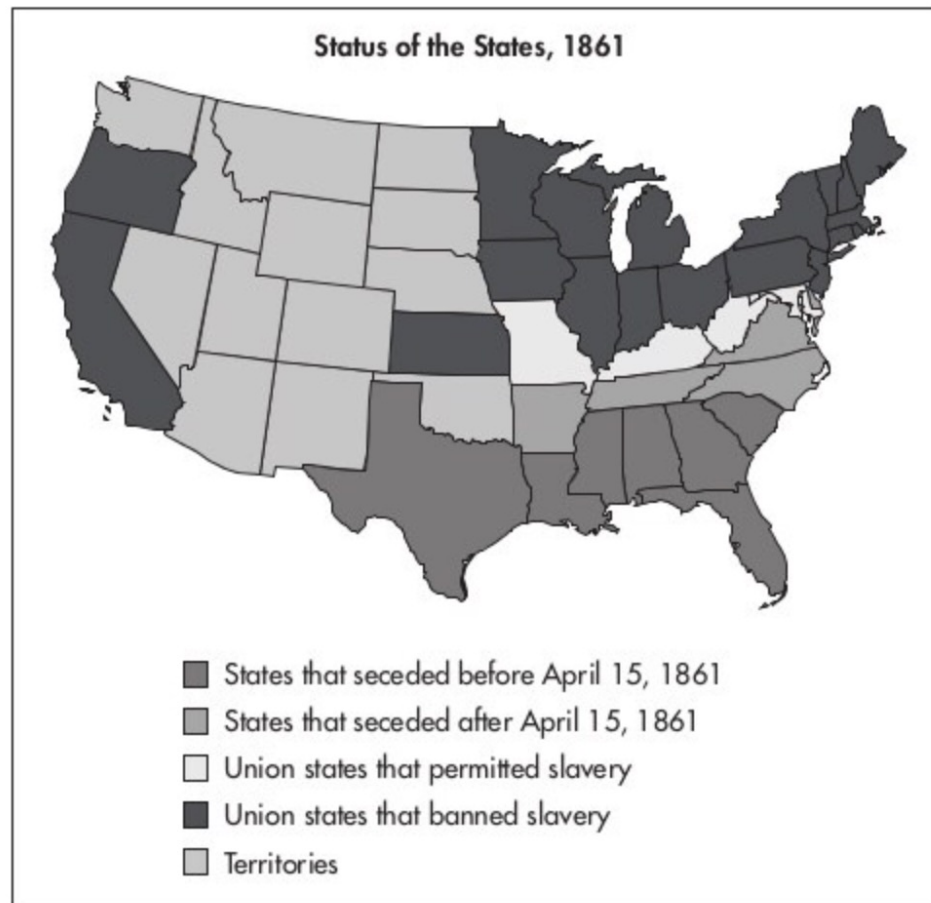 Status of the States, 1861
States that seceded before April 15, 1861
States that seceded after April 15, 1861
Union states that permitted slavery
Union states that banned slavery
Territories